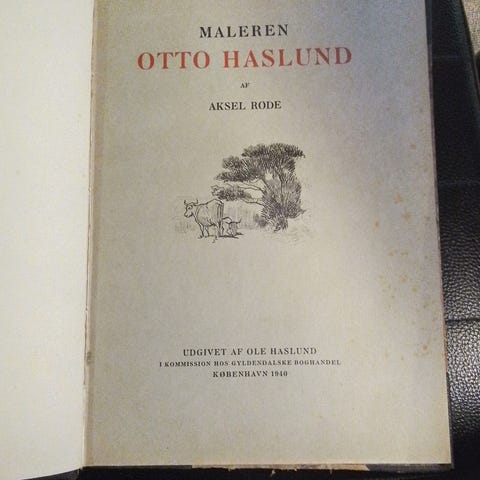 MALEREN
OTTO HASLUND
AF
AKSEL RODE
UDGIVET AF OLE HASLUND
I KOMMISSION HOS GYLDENDALSKE BOGHANDEL
KØBENHAVN 1940